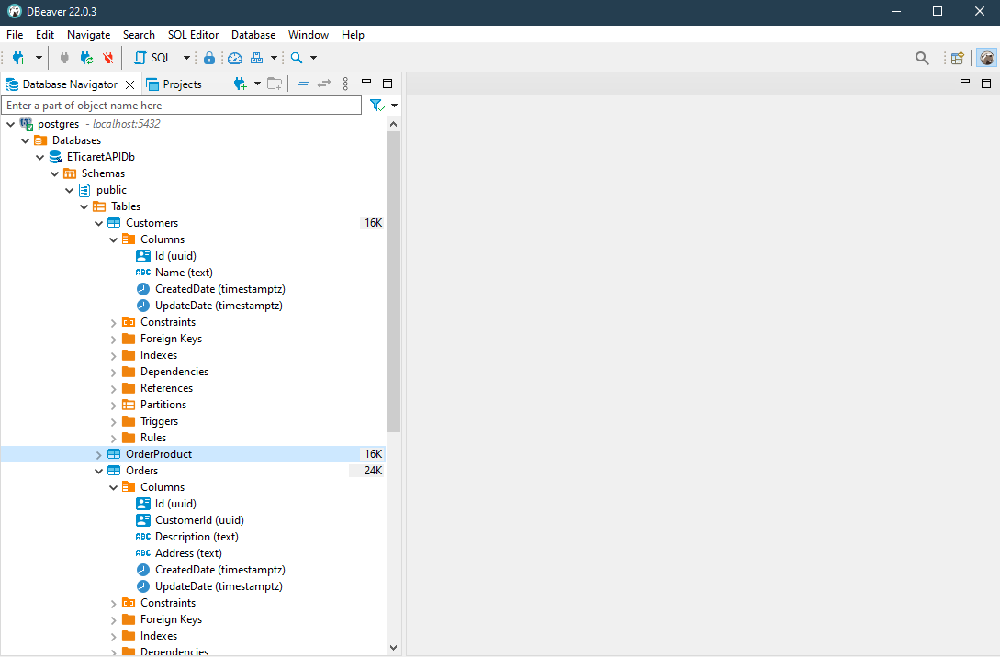 DBeaver 22.0.3
File Edit Navigate Search SQL Editor Database Window Help
SQL
Database Navigator Projects
Enter a part of object name here
postgres - localhost:5432
Databases
ETicaretAPIDb
Schemas
public
Tables
Customers 16K
Columns
Id (uuid)
ABC Name (text)
CreatedDate (timestamptz)
UpdateDate (timestamptz)
Constraints
Foreign Keys
Indexes
Dependencies
References
Partitions
Triggers
Rules
OrderProduct 16K
Orders 24K
Columns
Id (uuid)
CustomerId (uuid)
ABC Description (text)
ABC Address (text)
CreatedDate (timestamptz)
UpdateDate (timestamptz)
Constraints
Foreign Keys
Indexes
Dependencies